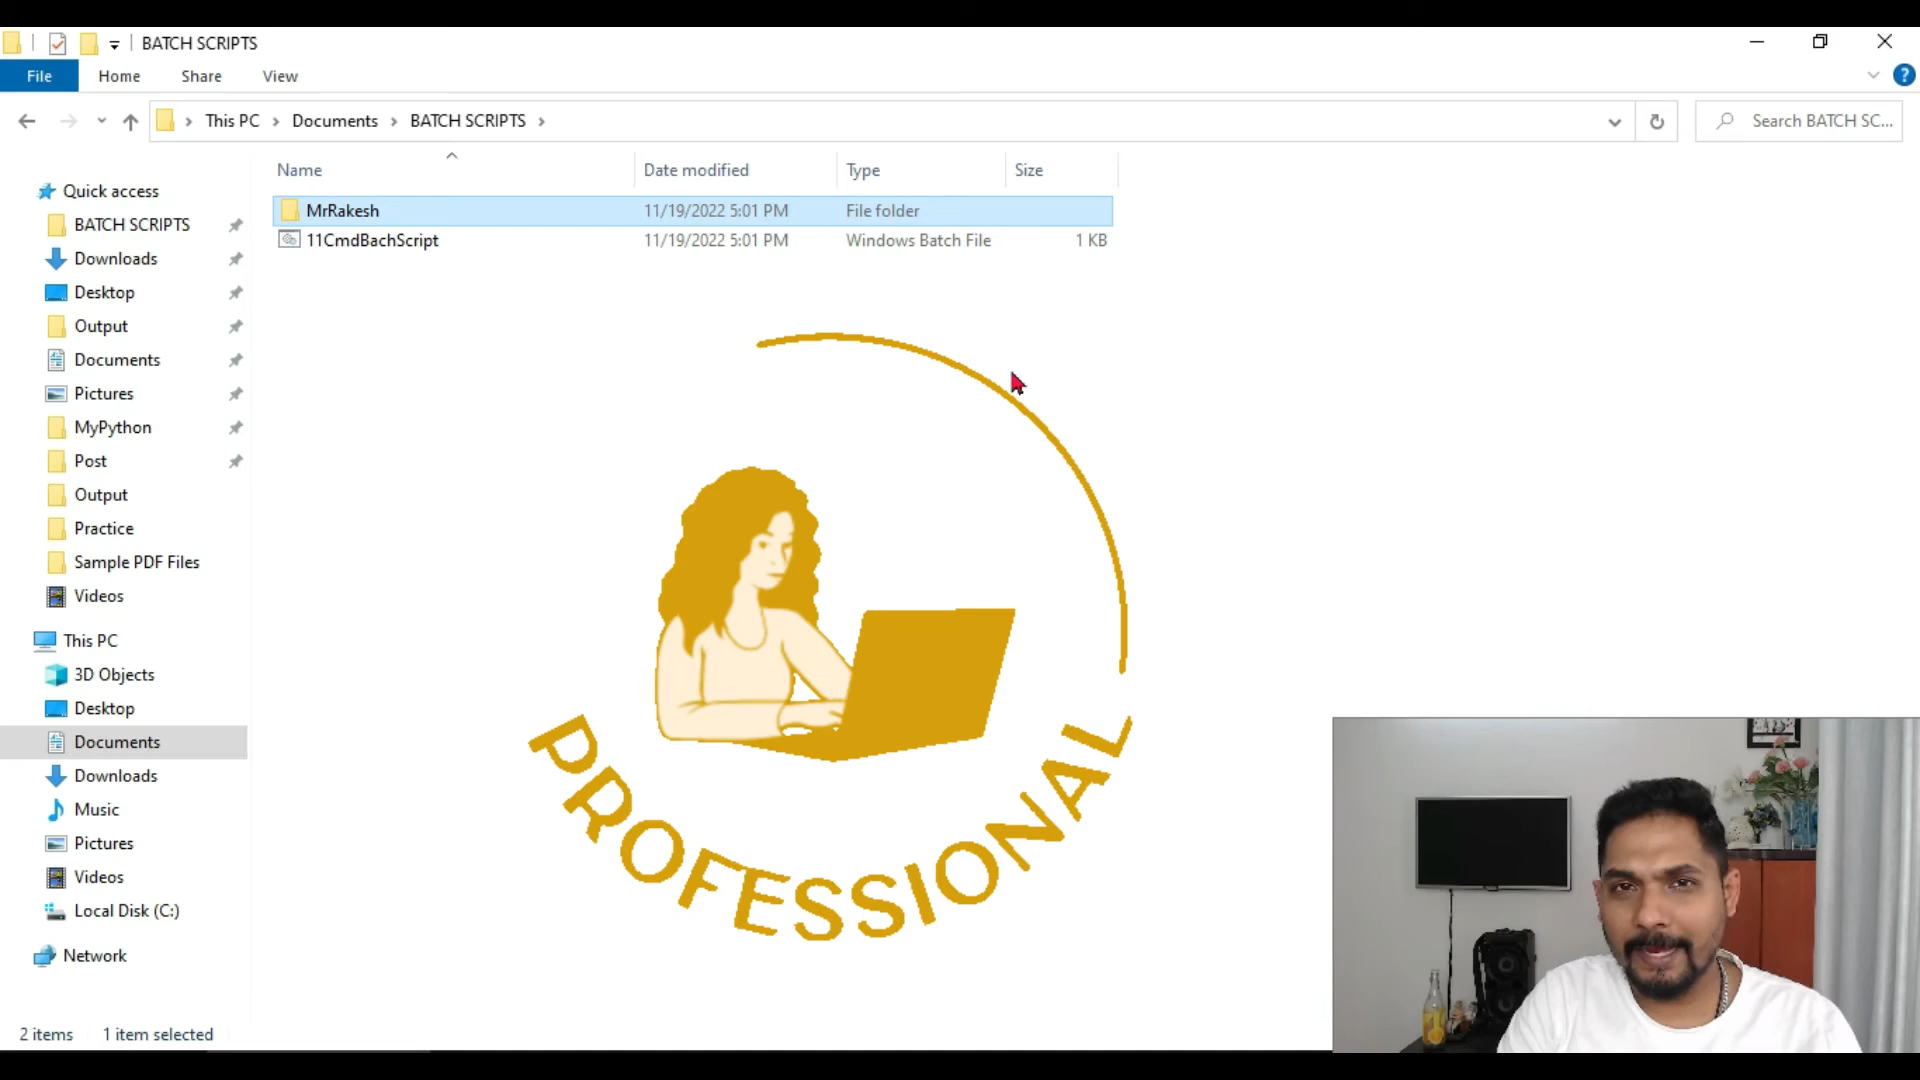 BATCH SCRIPTS
File Home Share View
This PC Documents BATCH SCRIPTS
Search BATCH SC...
Name Date modified Type Size
MrRakesh 11/19/2022 5:01 PM File folder
11CmdBachScript 11/19/2022 5:01 PM Windows Batch File 1 KB
Quick access
BATCH SCRIPTS
Downloads
Desktop
Output
Documents
Pictures
MyPython
Post
Output
Practice
Sample PDF Files
Videos
This PC
3D Objects
Desktop
Documents
Downloads
Music
Pictures
Videos
Local Disk (C:)
Network
PROFESSIONAL
2 items 1 item selected